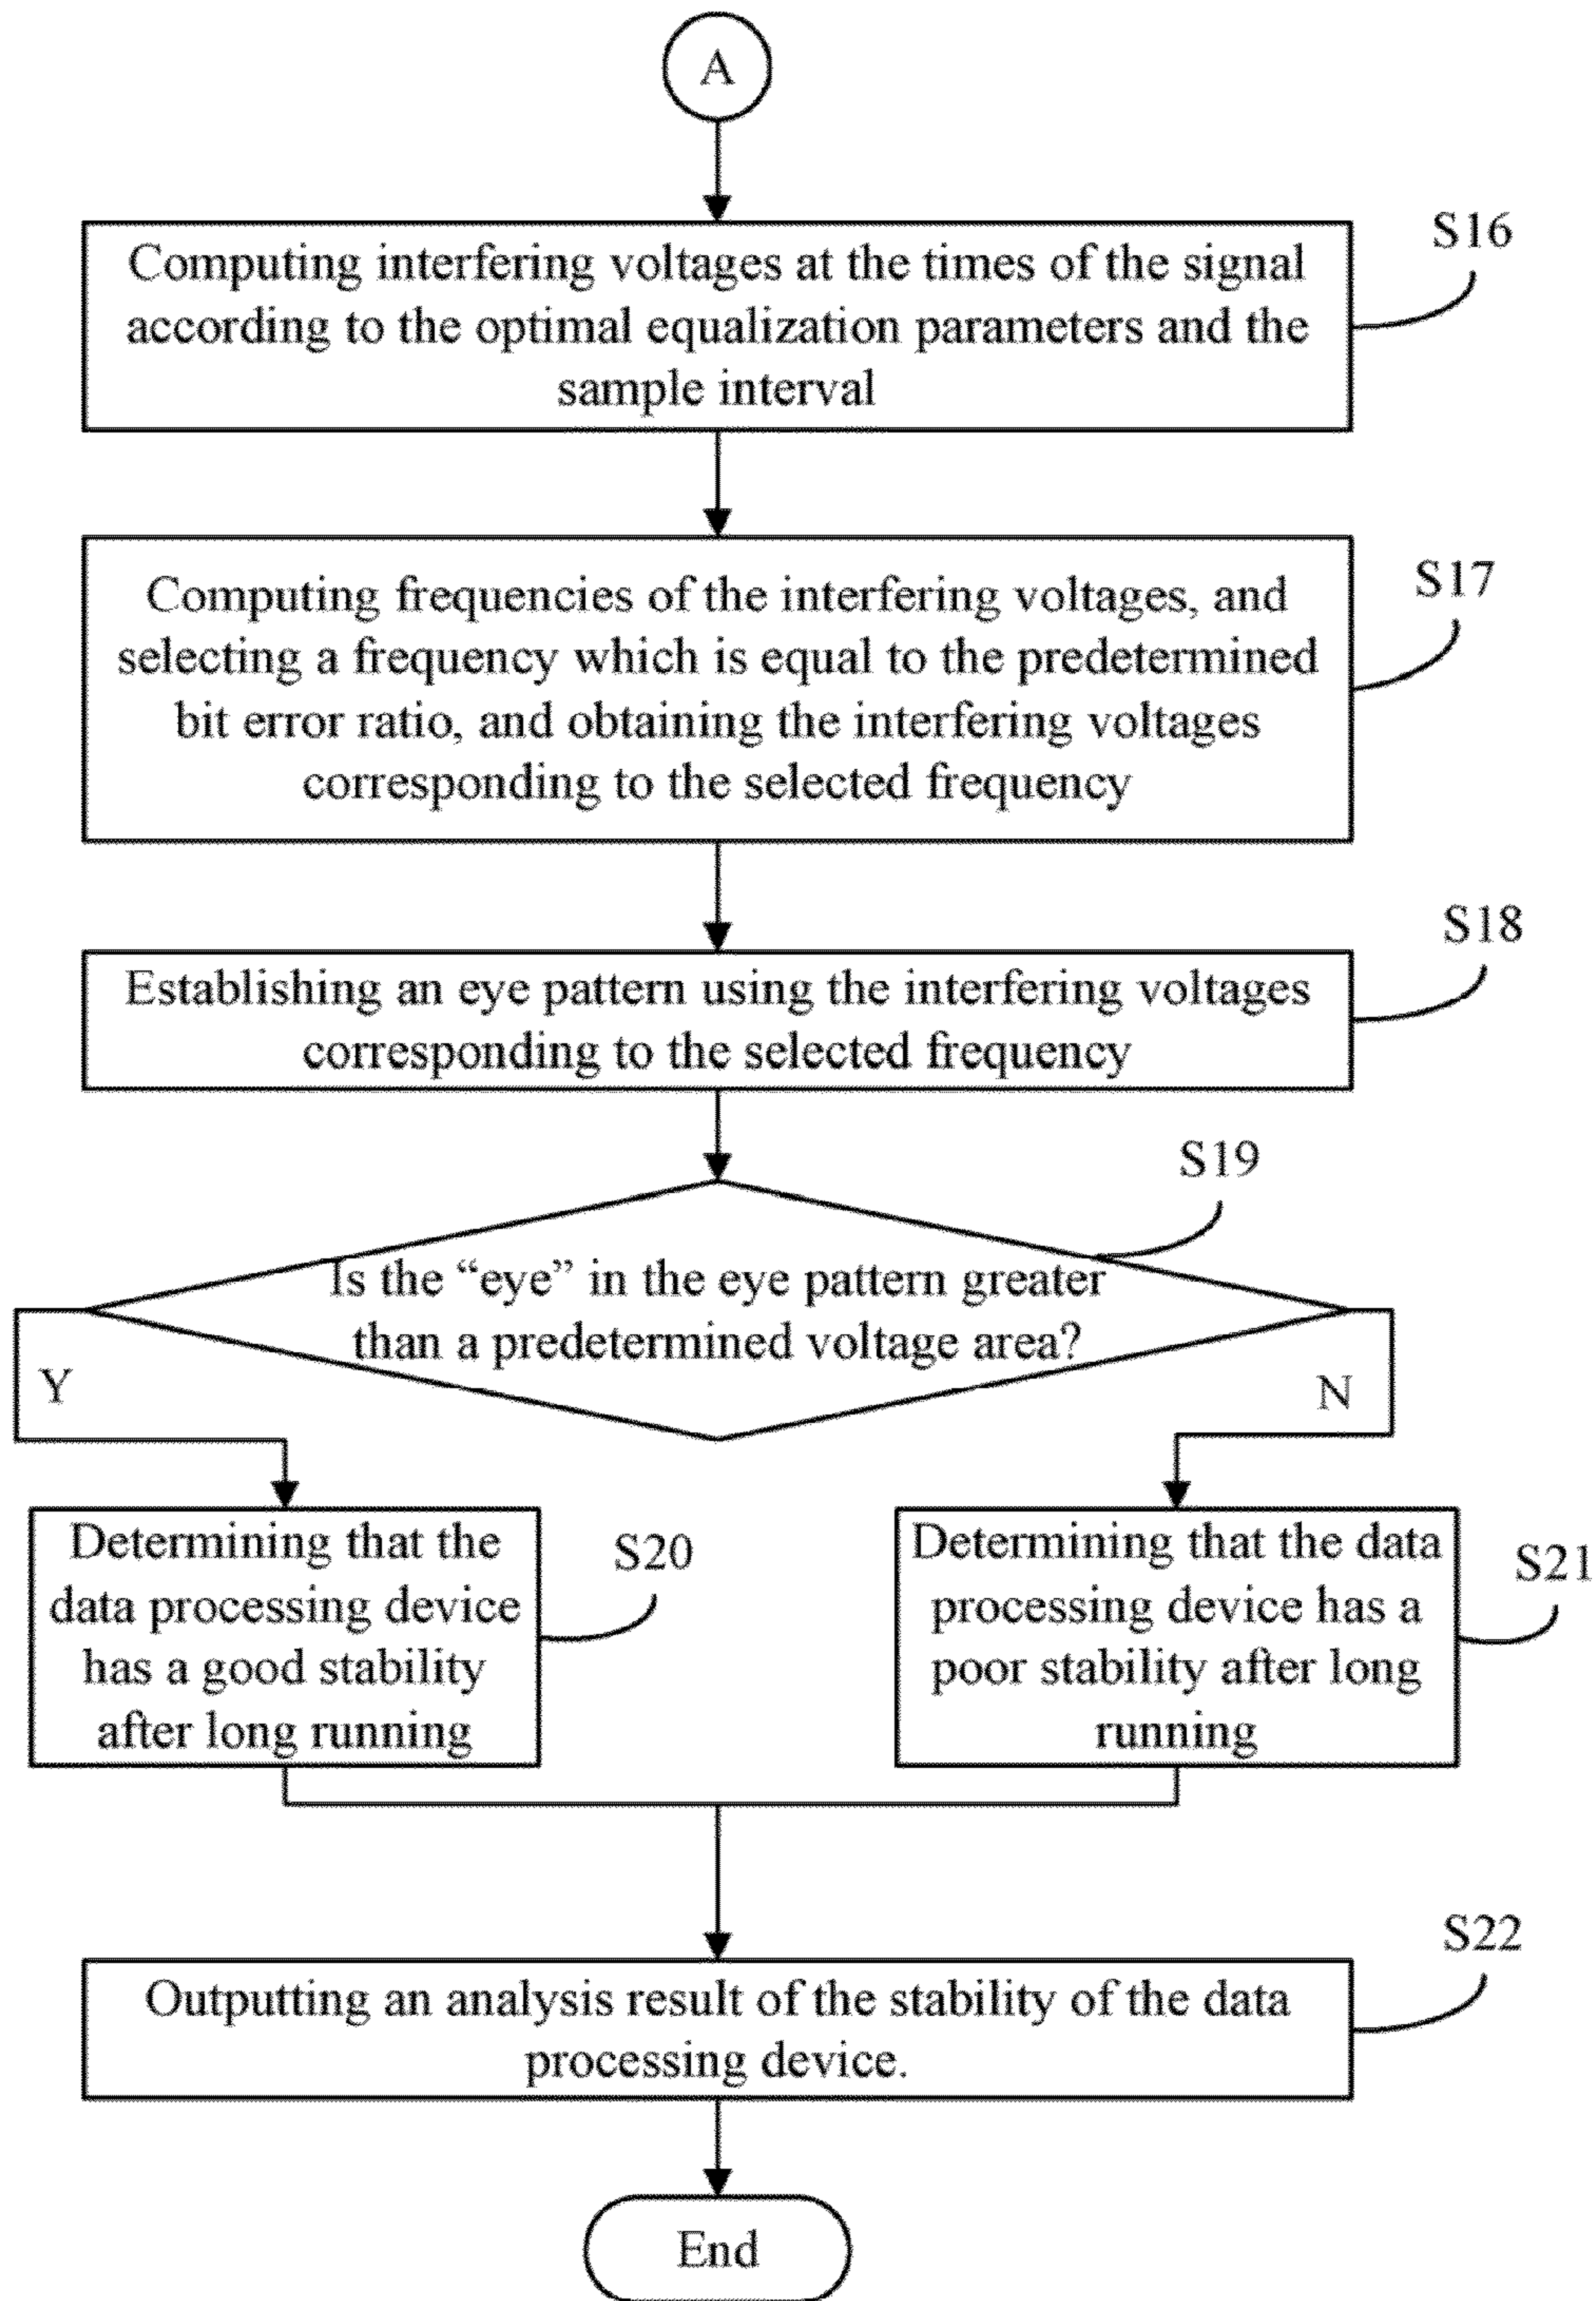 A
S16
Computing interfering voltages at the times of the signal
according to the optimal equalization parameters and the
sample interval
S17
Computing frequencies of the interfering voltages, and
selecting a frequency which is equal to the predetermined
bit error ratio, and obtaining the interfering voltages
corresponding to the selected frequency
S18
Establishing an eye pattern using the interfering voltages
corresponding to the selected frequency
S19
Is the “eye” in the eye pattern greater
than a predetermined voltage area?
Y
N
Determining that the
data processing device
has a good stability
after long running
S20
Determining that the data
processing device has a
poor stability after long
running
S21
S22
Outputting an analysis result of the stability of the data
processing device.
End